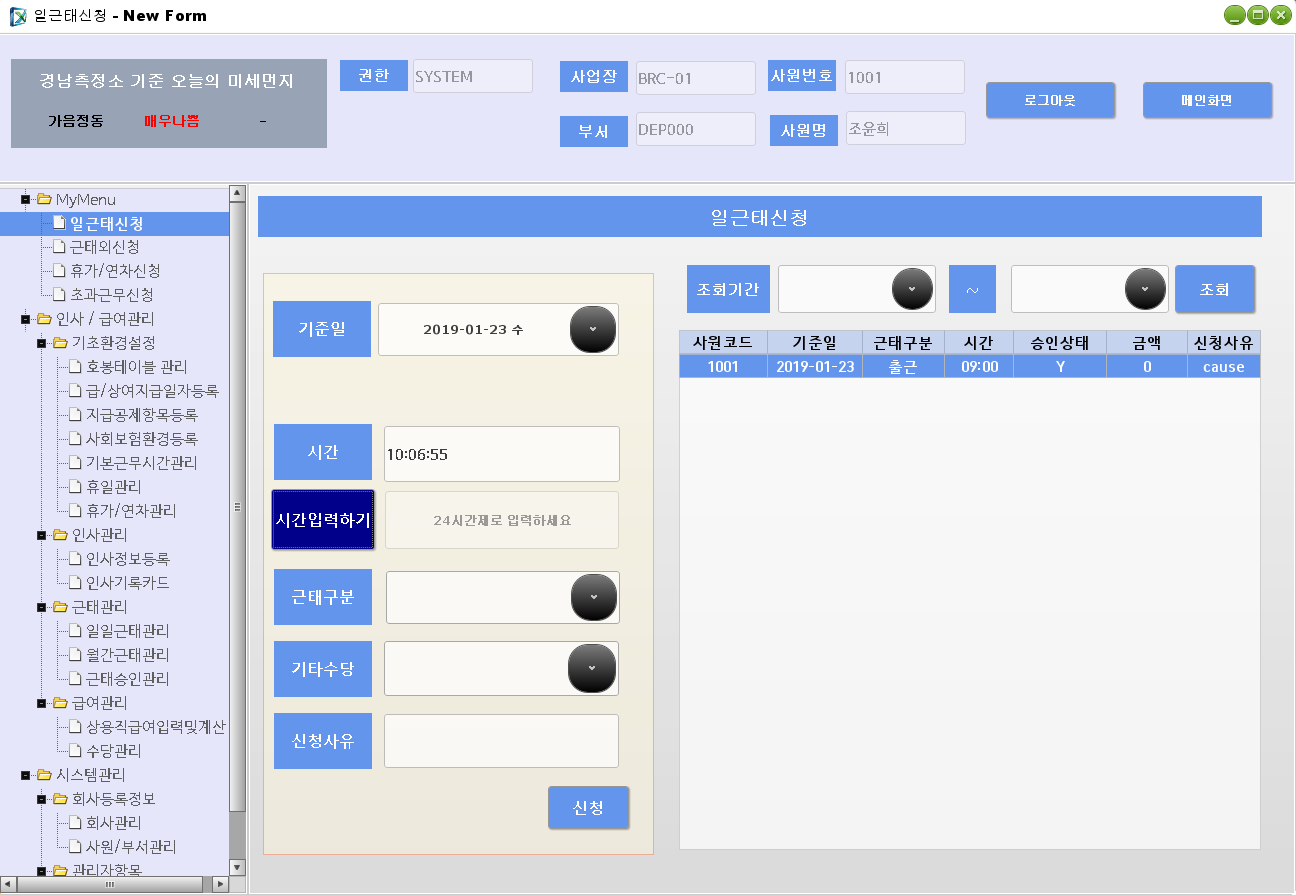 일근태신청 - New Form
경남측정소 기준 오늘의 미세먼지
가음정동 매우나쁨 -
권한 SYSTEM
사업장 BRC-01
사원번호 1001
부서 DEP000
사원명 조윤희
로그아웃
메인화면
MyMenu
일근태신청
근태외신청
휴가/연차신청
초과근무신청
인사 / 급여관리
기초환경설정
호봉테이블 관리
급/상여지급일자등록
지급공제항목등록
사회보험환경등록
기본근무시간관리
휴일관리
휴가/연차관리
인사관리
인사정보등록
인사기록카드
근태관리
일일근태관리
월간근태관리
근태승인관리
급여관리
상용직급여입력및계산
수당관리
시스템관리
회사등록정보
회사관리
사원/부서관리
관리자항목
일근태신청
기준일 2019-01-23 수
시간 10:06:55
시간입력하기 24시간제로 입력하세요
근태구분
기타수당
신청사유
신청
조회기간 ~ 조회
사원코드 기준일 근태구분 시간 승인상태 금액 신청사유
1001 2019-01-23 출근 09:00 Y 0 cause